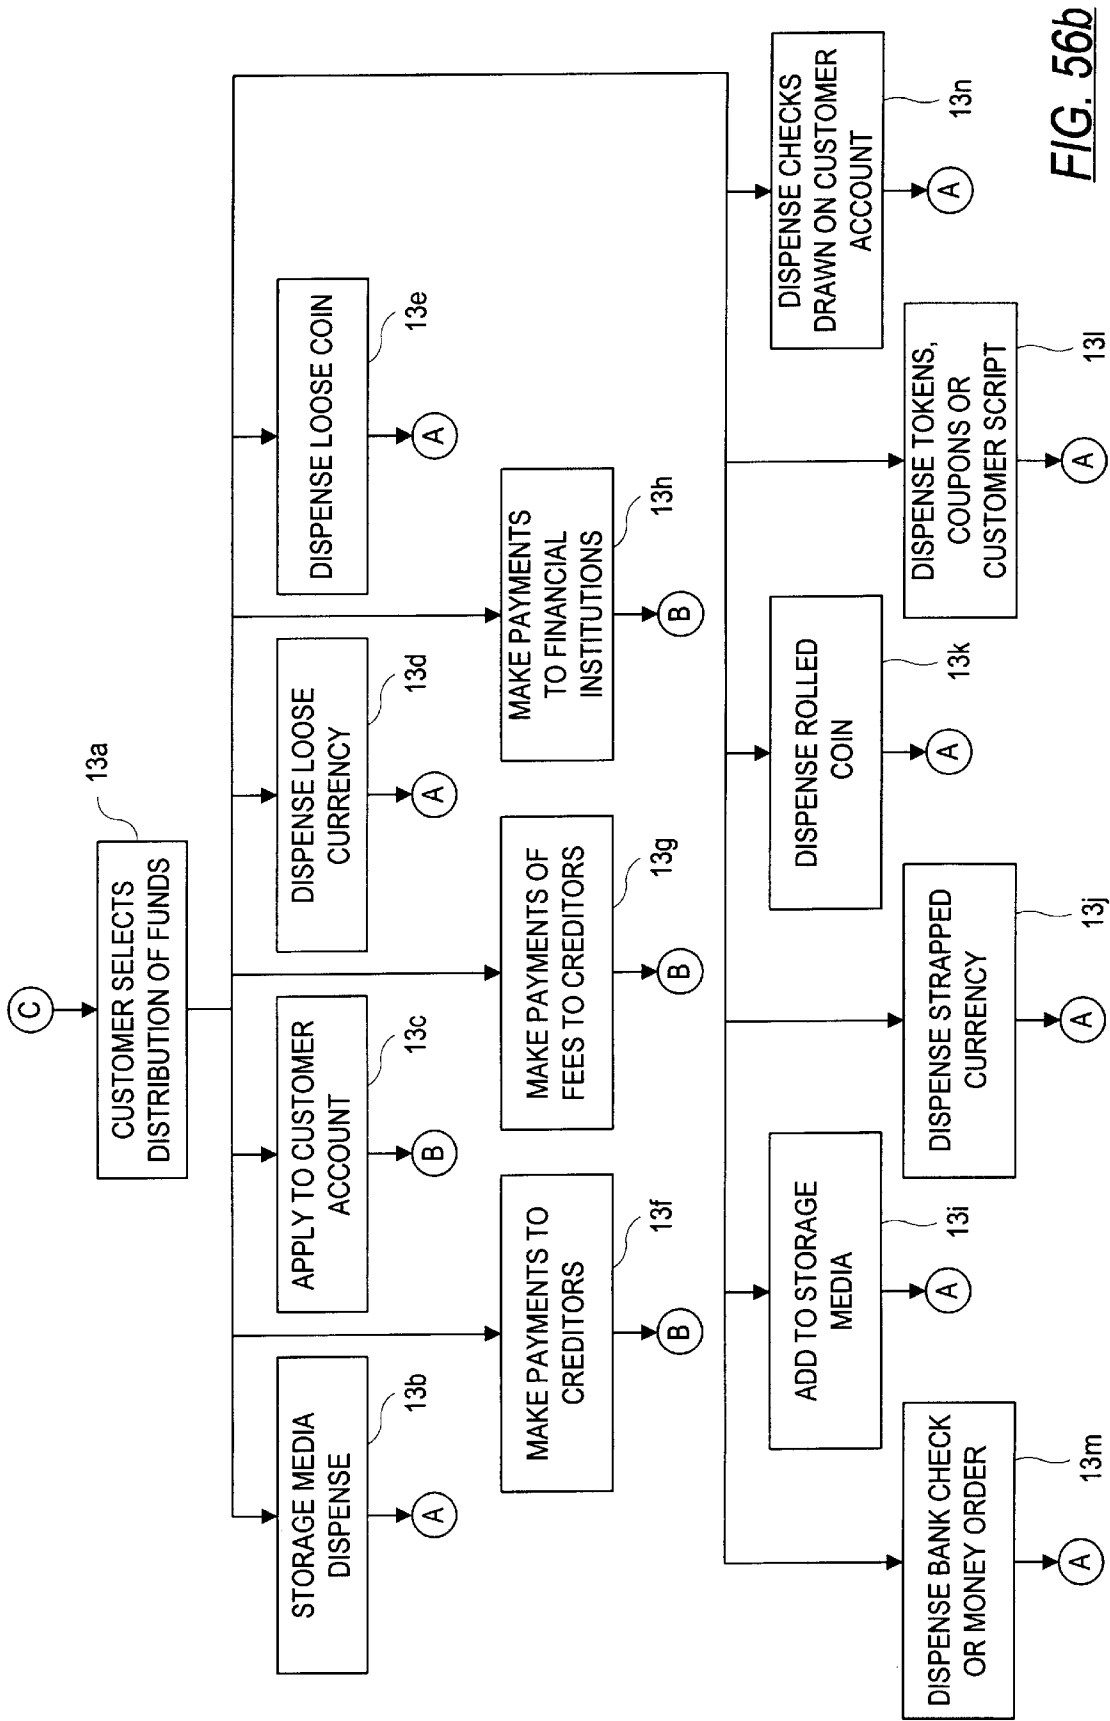 C
CUSTOMER SELECTS
DISTRIBUTION OF FUNDS
13a
STORAGE MEDIA
DISPENSE
13b
A
APPLY TO CUSTOMER
ACCOUNT
13c
B
DISPENSE LOOSE
CURRENCY
13d
A
DISPENSE LOOSE COIN
13e
A
MAKE PAYMENTS TO
CREDITORS
13f
B
MAKE PAYMENTS OF
FEES TO CREDITORS
13g
B
MAKE PAYMENTS
TO FINANCIAL
INSTITUTIONS
13h
B
ADD TO STORAGE
MEDIA
13i
A
DISPENSE ROLLED
COIN
13k
A
DISPENSE CHECKS
DRAWN ON CUSTOMER
ACCOUNT
13n
A
DISPENSE BANK CHECK
OR MONEY ORDER
13m
A
DISPENSE STRAPPED
CURRENCY
13j
A
DISPENSE TOKENS,
COUPONS OR
CUSTOMER SCRIPT
13l
A
FIG. 56b